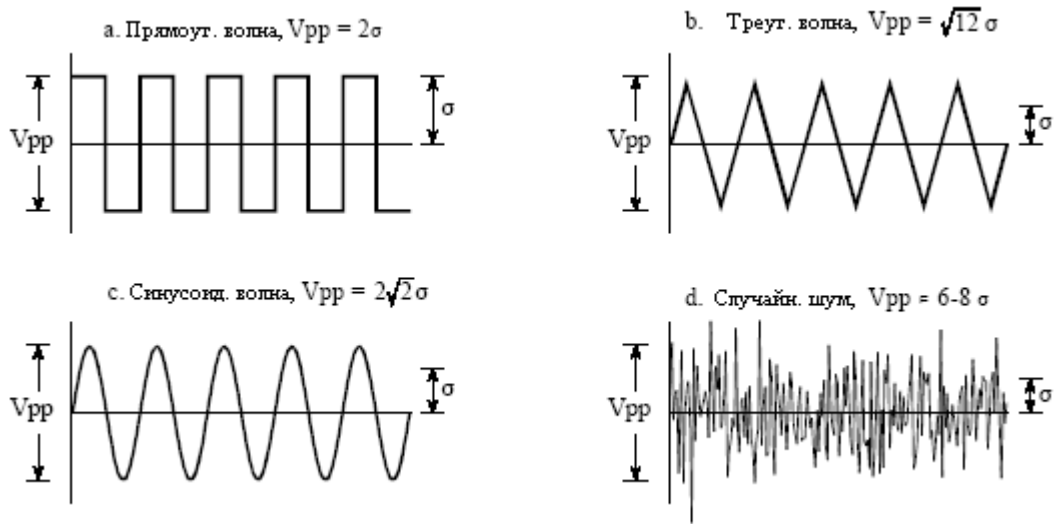 a. Прямоуг. волна, Vpp = 2σ
Vpp
σ
b. Треуг. волна, Vpp = √12 σ
Vpp
σ
c. Синусоид. волна, Vpp = 2√2 σ
Vpp
σ
d. Случайн. шум, Vpp ≈ 6-8 σ
Vpp
σ